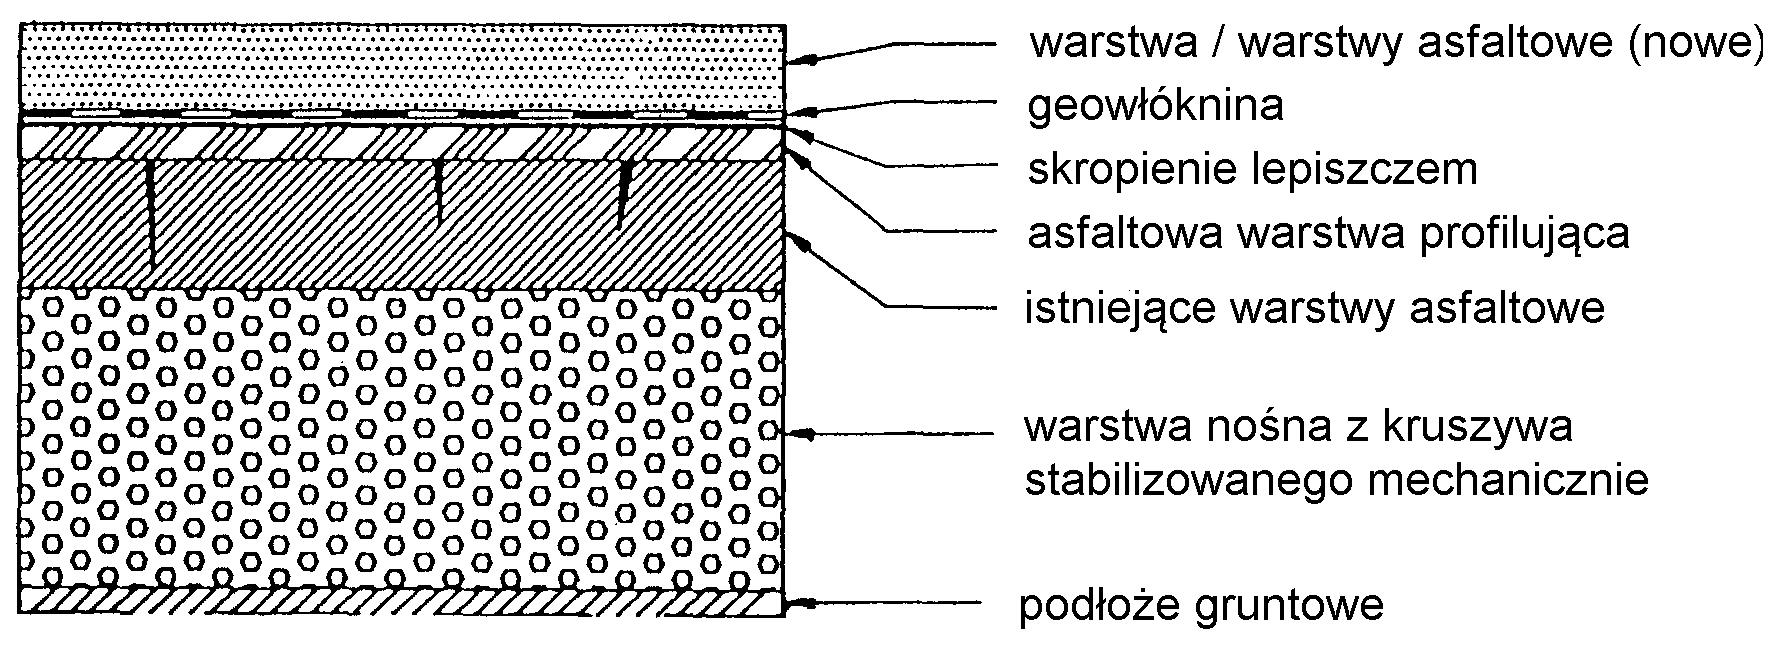 warstwa / warstwy asfaltowe (nowe)
geowłóknina
skropienie lepiszczem
asfaltowa warstwa profilująca
istniejące warstwy asfaltowe
warstwa nośna z kruszywa
stabilizowanego mechanicznie
podłoże gruntowe